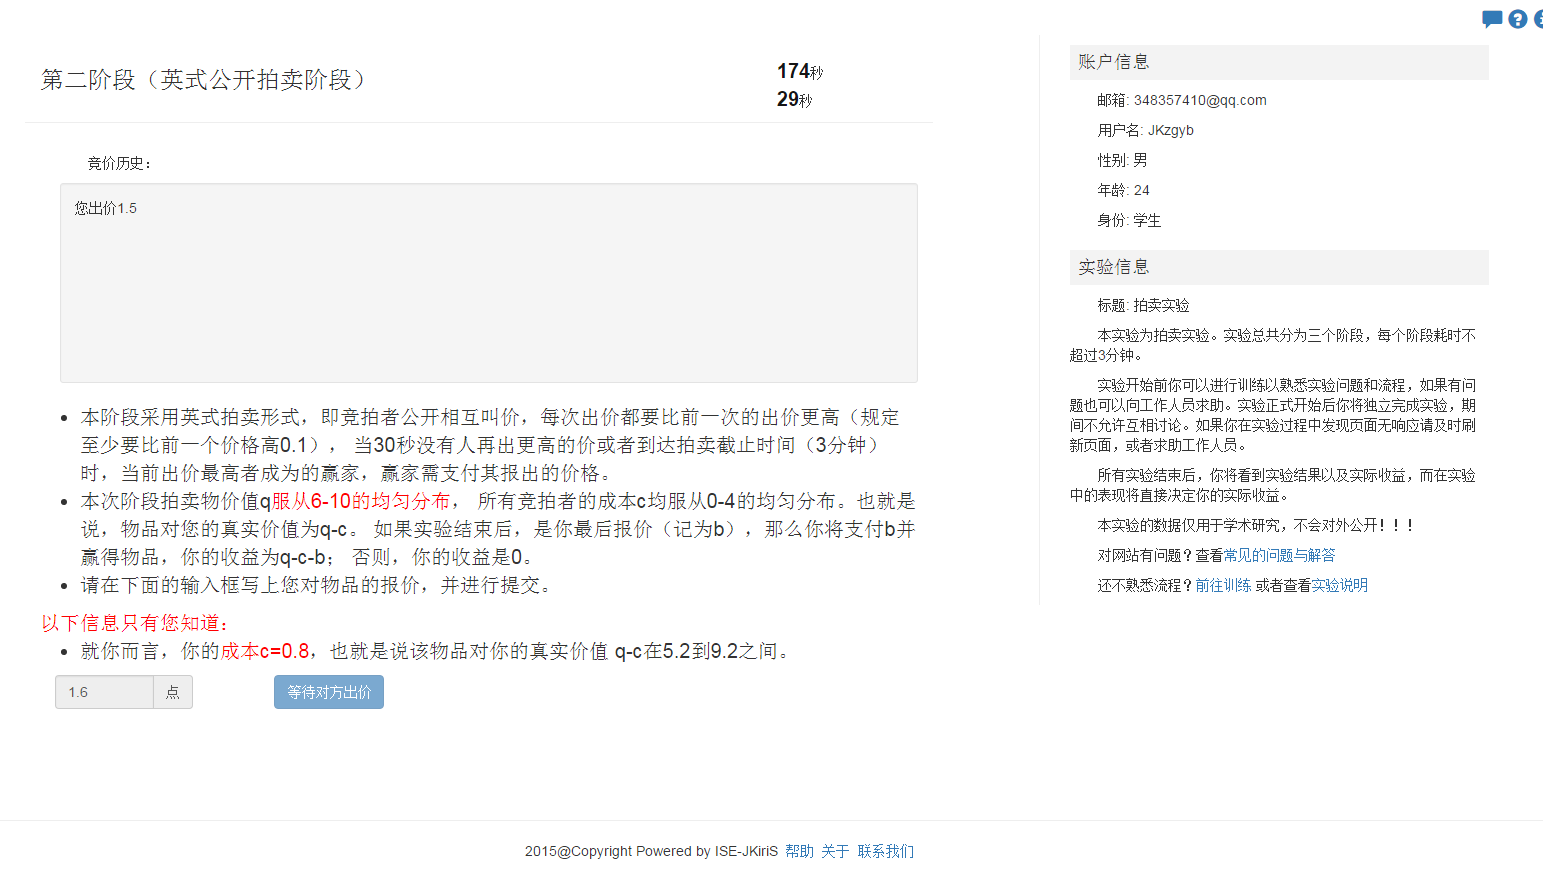 第二阶段（英式公开拍卖阶段）
174秒
29秒
竞价历史：
您出价1.5
本阶段采用英式拍卖形式，即竞拍者公开相互叫价，每次出价都要比前一次的出价更高（规定
至少要比前一个价格高0.1）， 当30秒没有人再出更高的价或者到达拍卖截止时间（3分钟）
时，当前出价最高者成为的赢家，赢家需支付其报出的价格。
本次阶段拍卖物价值q服从6-10的均匀分布， 所有竞拍者的成本c均服从0-4的均匀分布。也就是
说，物品对您的真实价值为q-c。 如果实验结束后，是你最后报价（记为b），那么你将支付b并
赢得物品，你的收益为q-c-b； 否则，你的收益是0。
请在下面的输入框写上您对物品的报价，并进行提交。
以下信息只有您知道：
就你而言，你的成本c=0.8，也就是说该物品对你的真实价值 q-c在5.2到9.2之间。
1.6 点 等待对方出价
账户信息
邮箱: 348357410@qq.com
用户名: JKzgyb
性别: 男
年龄: 24
身份: 学生
实验信息
标题: 拍卖实验
本实验为拍卖实验。实验总共分为三个阶段，每个阶段耗时不
超过3分钟。
实验开始前你可以进行训练以熟悉实验问题和流程，如果有问
题也可以向工作人员求助。实验正式开始后你将独立完成实验，期
间不允许互相讨论。如果你在实验过程中发现页面无响应请及时刷
新页面，或者求助工作人员。
所有实验结束后，你将看到实验结果以及实际收益，而在实验
中的表现将直接决定你的实际收益。
本实验的数据仅用于学术研究，不会对外公开！！！
对网站有问题？查看常见的问题与解答
还不熟悉流程？前往训练 或者查看实验说明
2015@Copyright Powered by ISE-JKiriS 帮助 关于 联系我们